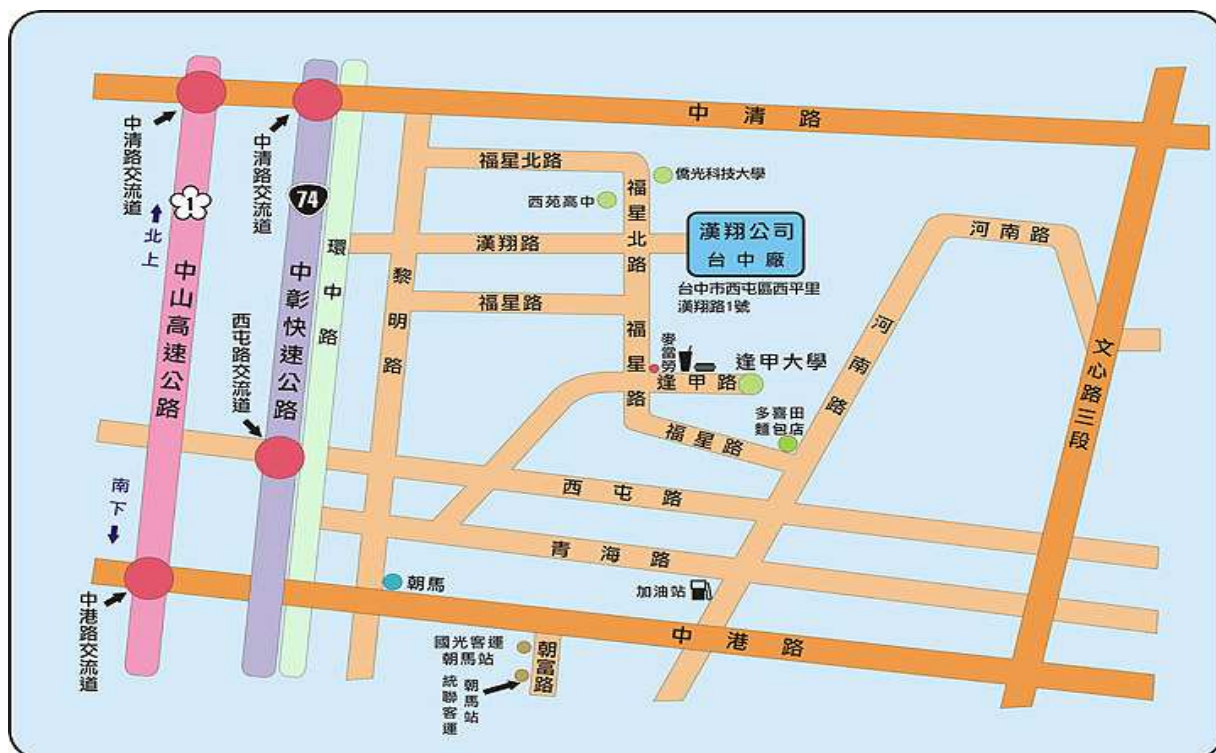 中清路交流道
中清路交流道
中清路
福星北路
僑光科技大學
西苑高中
福星北路
74
1
北上
環中路
漢翔路
漢翔公司
台中廠
河南路
台中市西屯區西平里
漢翔路1號
中山高速公路
中彰快速公路
黎明路
福星路
福星路
河南路
西屯路交流道
麥當勞
逢甲大學
逢甲路
文心路三段
多喜田
麵包店
福星路
西屯路
南下
青海路
朝馬
加油站
中港路交流道
中港路
國光客運
朝馬站
朝富路
朝馬站
統聯客運